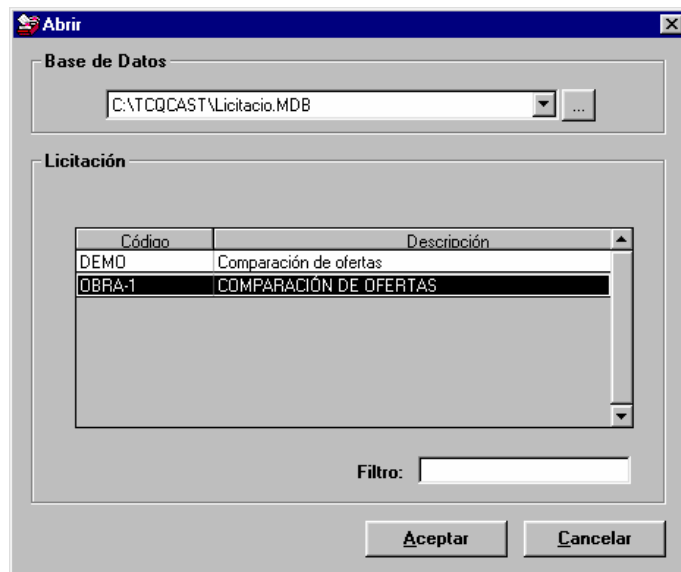 Abrir
Base de Datos
C:\TCQCAST\Licitacio.MDB
...
Licitación
Código Descripción
DEMO Comparación de ofertas
OBRA-1 COMPARACIÓN DE OFERTAS
Filtro:
Aceptar Cancelar